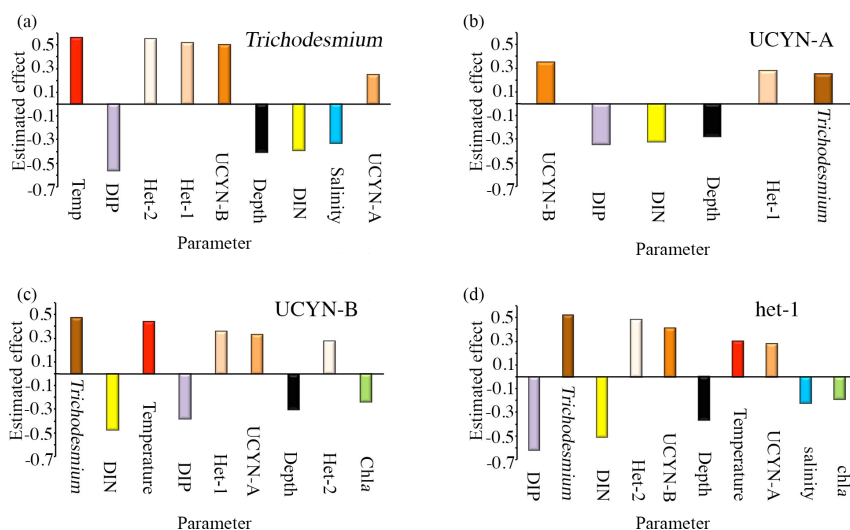 (a)
Trichodesmium
Estimated effect
0.5
0.3
0.1
-0.1
-0.3
-0.5
-0.7
Temp
DIP
Het-2
Het-1
UCYN-B
Depth
DIN
Salinity
UCYN-A
Parameter
(b)
UCYN-A
Estimated effect
0.5
0.3
0.1
-0.1
-0.3
-0.5
-0.7
UCYN-B
DIP
DIN
Depth
Het-1
Trichodesmium
Parameter
(c)
UCYN-B
Estimated effect
0.5
0.3
0.1
-0.1
-0.3
-0.5
-0.7
Trichodesmium
DIN
Temperature
DIP
Het-1
UCYN-A
Depth
Het-2
Chla
Parameter
(d)
het-1
Estimated effect
0.5
0.3
0.1
-0.1
-0.3
-0.5
-0.7
DIP
Trichodesmium
DIN
Het-2
UCYN-B
Depth
Temperature
UCYN-A
salinity
chla
Parameter